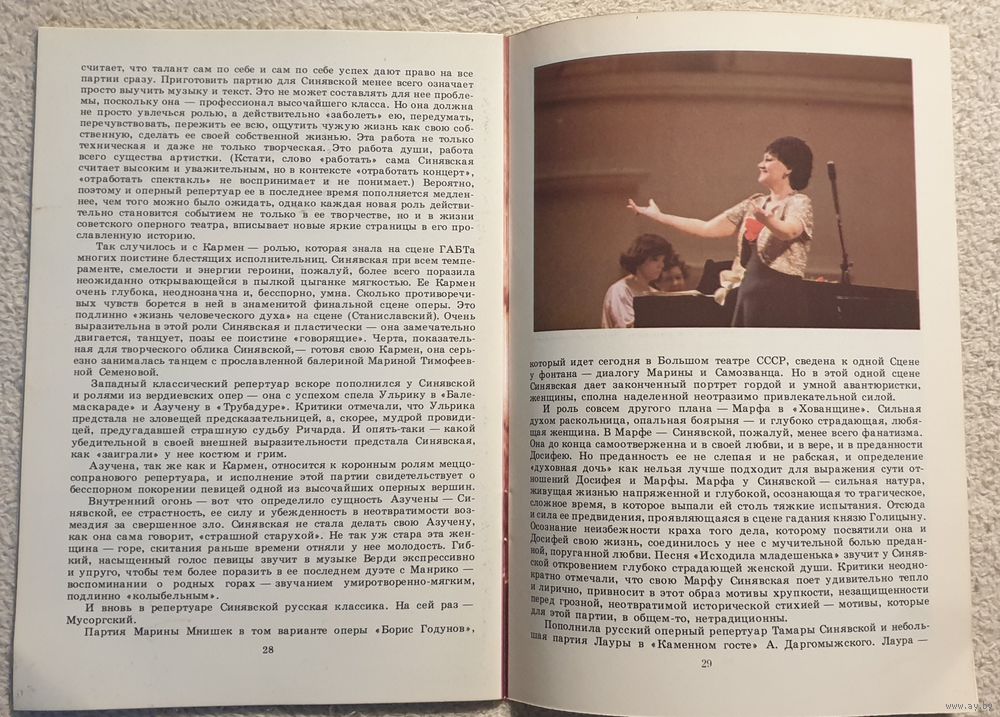 считает, что талант сам по себе и сам по себе успех дают право на все
партии сразу. Приготовить партию для Синявской менее всего означает
просто выучить музыку и текст. Это не может составлять для нее пробле-
мы, поскольку она — профессионал высочайшего класса. Но она должна
не просто увлечься ролью, а действительно «заболеть» ею, передумать,
перечувствовать, пережить ее всю, ощутить чужую жизнь как свою соб-
ственную, сделать ее своей собственной жизнью. Эта работа не только
техническая и даже не только творческая. Это работа души, работа
всего существа артистки. (Кстати, слово «работать» сама Синявская
считает высоким и уважительным, но в контексте «отработать концерт»,
«отработать спектакль» не воспринимает и не понимает.) Вероятно,
поэтому и оперный репертуар ее в последнее время пополняется медлен-
нее, чем того можно было ожидать, однако каждая новая роль действи-
тельно становится событием не только в ее творчестве, но и в жизни
советского оперного театра, вписывает новые яркие страницы в его про-
славленную историю.
Так случилось и с Кармен — ролью, которая знала на сцене ГАБТа
многих поистине блестящих исполнительниц. Синявская при всем темпе-
раменте, смелости и энергии героини, пожалуй, более всего поразила
неожиданно открывающейся в пылкой цыганке мягкостью. Ее Кармен
очень глубока, неоднозначна и, бесспорно, умна. Сколько противоречи-
вых чувств борется в ней в знаменитой финальной сцене оперы. Это
подлинно «жизнь человеческого духа» на сцене (Станиславский). Очень
выразительна в этой роли Синявская и пластически — она замечательно
двигается, танцует, позы ее поистине «говорящие». Черта, показатель-
ная для творческого облика Синявской,— готовя свою Кармен, она серь-
езно занималась танцем с прославленной балериной Мариной Тимофеев-
ной Семеновой.
Западный классический репертуар вскоре пополнился у Синявской
и ролями из вердиевских опер — она с успехом спела Ульрику в «Бале-
маскараде» и Азучену в «Трубадуре». Критики отмечали, что Ульрика
предстала не зловещей предсказательницей, а, скорее, мудрой провиди-
цей, предугадавшей страшную судьбу Ричарда. И опять-таки — какой
убедительной в своей внешней выразительности предстала Синявская,
как «заиграли» у нее костюм и грим.
Азучена, так же как и Кармен, относится к коронным ролям меццо-
сопранового репертуара, и исполнение этой партии свидетельствует о
бесспорном покорении певицей одной из высочайших оперных вершин.
Внутренний огонь — вот что определило сущность Азучены — Си-
нявской, ее страстность, ее силу и убежденность в неотвратимости воз-
мездия за свершенное зло. Синявская не стала делать свою Азучену,
как она сама говорит, «страшной старухой». Не так уж стара эта жен-
щина — горе, скитания раньше времени отняли у нее молодость. Гиб-
кий, насыщенный голос певицы звучит в музыке Верди экспрессивно
и упруго, чтобы тем более поразить в ее последнем дуэте с Манрико —
воспоминании о родных горах — звучанием умиротворенно-мягким,
подлинно «колыбельным».
И вновь в репертуаре Синявской русская классика. На сей раз —
Мусоргский.
Партия Марины Мнишек в том варианте оперы «Борис Годунов»,
28
который идет сегодня в Большом театре СССР, сведена к одной Сцене
у фонтана — диалогу Марины и Самозванца. Но в этой одной сцене
Синявская дает законченный портрет гордой и умной авантюристки,
женщины, сполна наделенной неотразимо привлекательной силой.
И роль совсем другого плана — Марфа в «Хованщине». Сильная
духом раскольница, опальная боярыня — и глубоко страдающая, любя-
щая женщина. В Марфе — Синявской, пожалуй, менее всего фанатизма.
Она до конца самоотверженна и в своей любви, и в вере, и в преданности
Досифею. Но преданность ее не слепая и не рабская, и определение
«духовная дочь» как нельзя лучше подходит для выражения сути от-
ношений Досифея и Марфы. Марфа у Синявской — сильная натура,
живущая жизнью напряженной и глубокой, осознающая то трагическое,
сложное время, в которое выпали ей столь тяжкие испытания. Отсюда
и сила ее предвидения, проявляющаяся в сцене гадания князю Голицыну.
Осознание неизбежности краха того дела, которому посвятили она и
Досифей свою жизнь, соединилось у нее с мучительной болью предан-
ной, поруганной любви. Песня «Исходила младешенька» звучит у Синяв-
ской откровением глубоко страдающей женской души. Критики неодно-
кратно отмечали, что свою Марфу Синявская поет удивительно тепло
и лирично, привносит в этот образ мотивы хрупкости, незащищенности
перед грозной, неотвратимой исторической стихией — мотивы, которые
для этой партии, в общем-то, нетрадиционны.
Пополнила русский оперный репертуар Тамары Синявской и неболь-
шая партия Лауры в «Каменном госте» А. Даргомыжского. Лаура —
29
www.ay.by